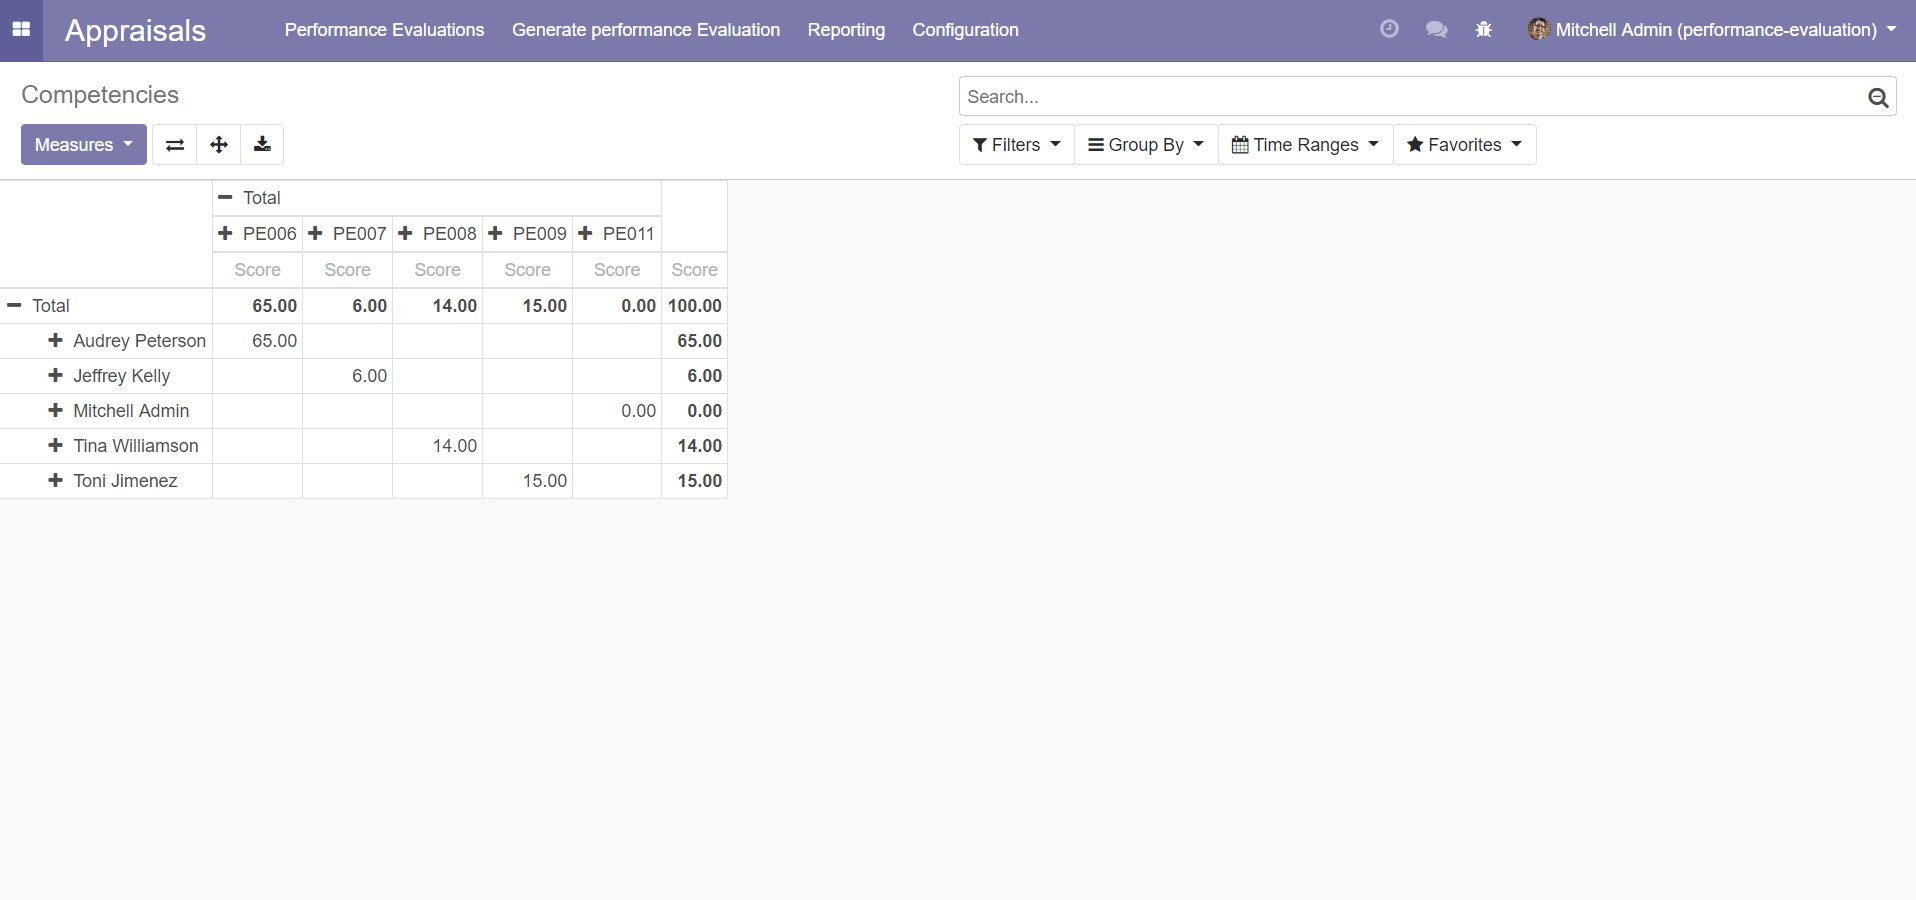 Appraisals Performance Evaluations Generate performance Evaluation Reporting Configuration Mitchell Admin (performance-evaluation)
Competencies
Search...
Measures
Filters Group By Time Ranges Favorites
Total
PE006 PE007 PE008 PE009 PE011
Score Score Score Score Score Score
Total 65.00 6.00 14.00 15.00 0.00 100.00
Audrey Peterson 65.00 65.00
Jeffrey Kelly 6.00 6.00
Mitchell Admin 0.00 0.00
Tina Williamson 14.00 14.00
Toni Jimenez 15.00 15.00